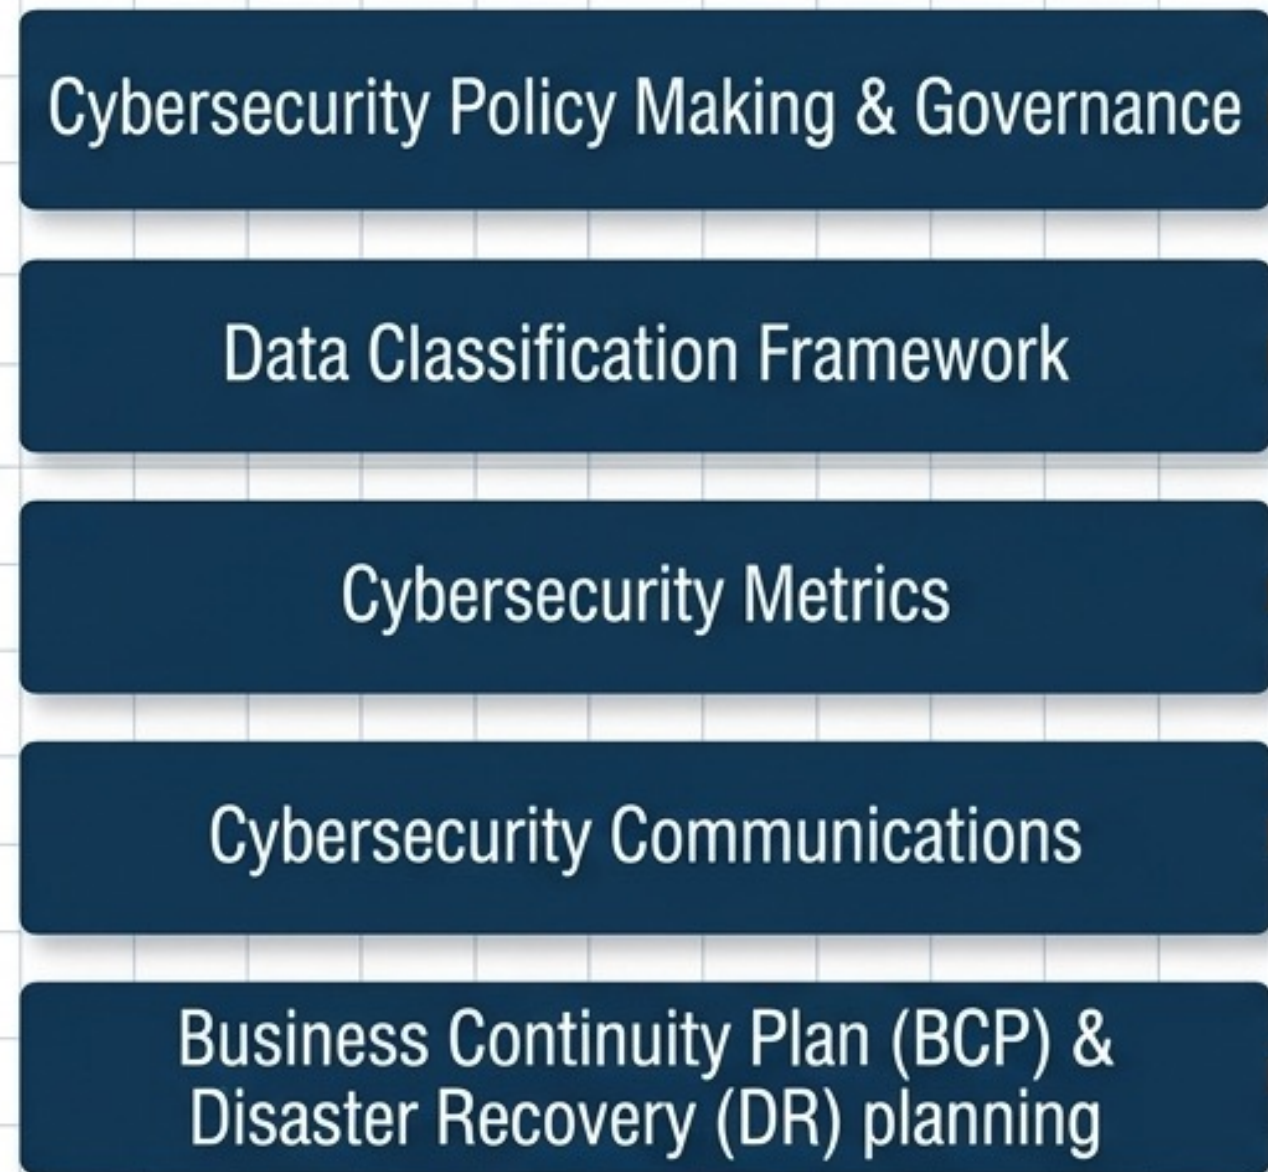 Cybersecurity Policy Making & Governance
Data Classification Framework
Cybersecurity Metrics
Cybersecurity Communications
Business Continuity Plan (BCP) &
Disaster Recovery (DR) planning